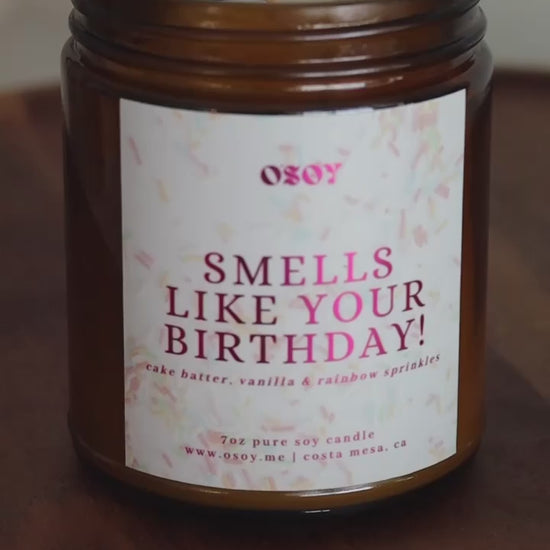 OSOY
SMELLS
LIKE YOUR
BIRTHDAY!
cake batter, vanilla & rainbow sprinkles
7oz pure soy candle
www.osoy.me | costa mesa, ca